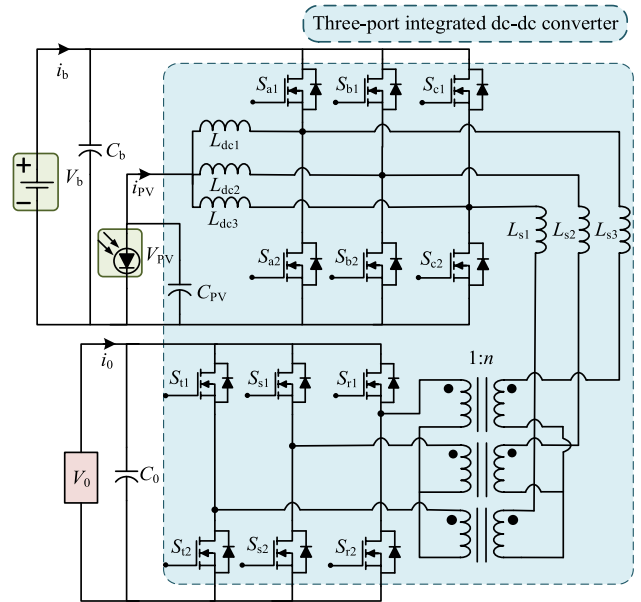 Three-port integrated dc-dc converter
i_b
S_a1
S_b1
S_c1
C_b
L_dc1
V_b
i_PV
L_dc2
L_dc3
L_s1
L_s2
L_s3
V_PV
S_a2
S_b2
S_c2
C_PV
i_0
1:n
S_t1
S_s1
S_r1
V_0
C_0
S_t2
S_s2
S_r2